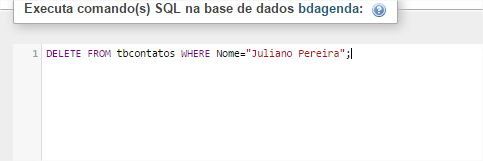 Executa comando(s) SQL na base de dados bdagenda:
1 DELETE FROM tbcontatos WHERE Nome="Juliano Pereira";